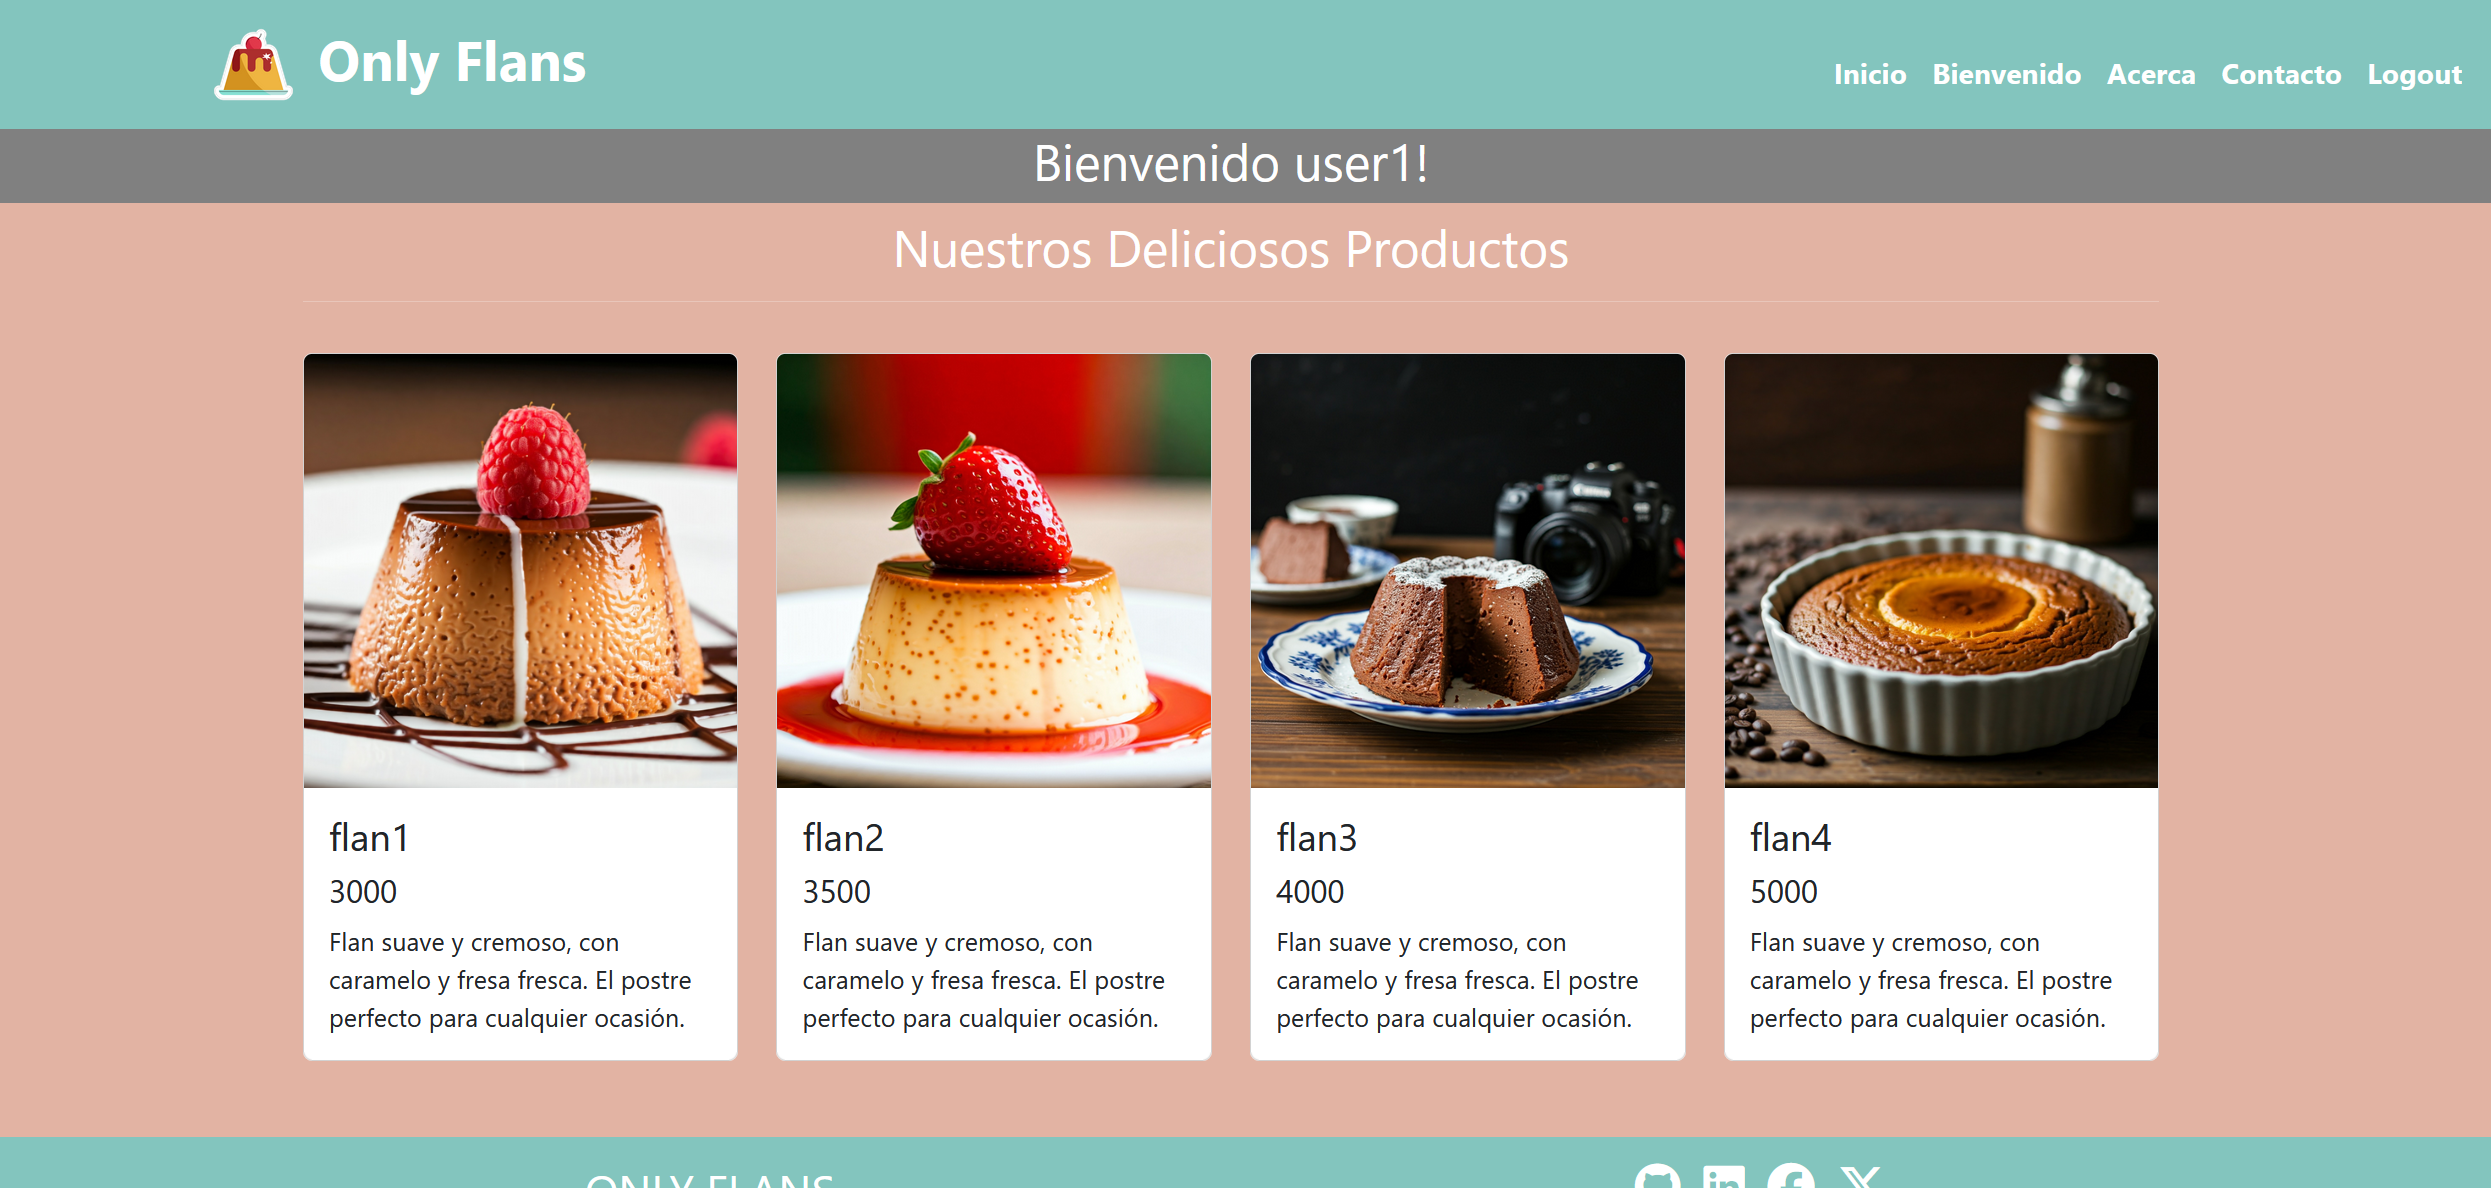 Only Flans
Inicio Bienvenido Acerca Contacto Logout
Bienvenido user1!
Nuestros Deliciosos Productos
Canon
flan1
3000
Flan suave y cremoso, con
caramelo y fresa fresca. El postre
perfecto para cualquier ocasión.
flan2
3500
Flan suave y cremoso, con
caramelo y fresa fresca. El postre
perfecto para cualquier ocasión.
flan3
4000
Flan suave y cremoso, con
caramelo y fresa fresca. El postre
perfecto para cualquier ocasión.
flan4
5000
Flan suave y cremoso, con
caramelo y fresa fresca. El postre
perfecto para cualquier ocasión.
ONLY FLANS